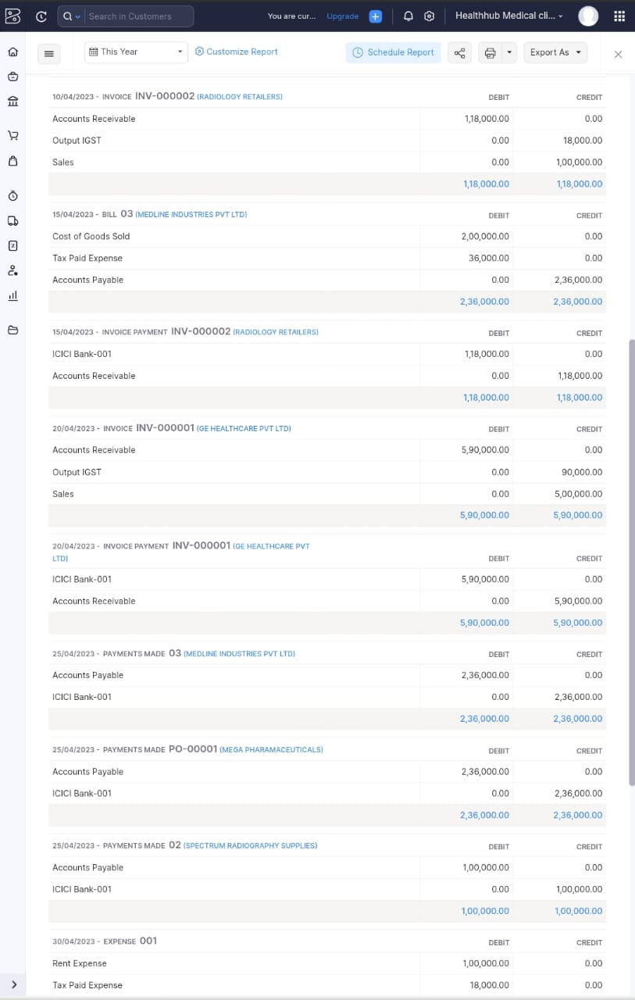 Search in Customers You are cur... Upgrade Healthhub Medical cli...
This Year Customize Report Schedule Report Export As
10/04/2023 - INVOICE INV-000002 (RADIOLOGY RETAILERS) DEBIT CREDIT
Accounts Receivable 1,18,000.00 0.00
Output IGST 0.00 18,000.00
Sales 0.00 1,00,000.00
1,18,000.00 1,18,000.00
15/04/2023 - BILL 03 (MEDLINE INDUSTRIES PVT LTD) DEBIT CREDIT
Cost of Goods Sold 2,00,000.00 0.00
Tax Paid Expense 36,000.00 0.00
Accounts Payable 0.00 2,36,000.00
2,36,000.00 2,36,000.00
15/04/2023 - INVOICE PAYMENT INV-000002 (RADIOLOGY RETAILERS) DEBIT CREDIT
ICICI Bank-001 1,18,000.00 0.00
Accounts Receivable 0.00 1,18,000.00
1,18,000.00 1,18,000.00
20/04/2023 - INVOICE INV-000001 (GE HEALTHCARE PVT LTD) DEBIT CREDIT
Accounts Receivable 5,90,000.00 0.00
Output IGST 0.00 90,000.00
Sales 0.00 5,00,000.00
5,90,000.00 5,90,000.00
20/04/2023 - INVOICE PAYMENT INV-000001 (GE HEALTHCARE PVT
LTD) DEBIT CREDIT
ICICI Bank-001 5,90,000.00 0.00
Accounts Receivable 0.00 5,90,000.00
5,90,000.00 5,90,000.00
25/04/2023 - PAYMENTS MADE 03 (MEDLINE INDUSTRIES PVT LTD) DEBIT CREDIT
Accounts Payable 2,36,000.00 0.00
ICICI Bank-001 0.00 2,36,000.00
2,36,000.00 2,36,000.00
25/04/2023 - PAYMENTS MADE PO-00001 (MEGA PHARAMACEUTICALS) DEBIT CREDIT
Accounts Payable 2,36,000.00 0.00
ICICI Bank-001 0.00 2,36,000.00
2,36,000.00 2,36,000.00
25/04/2023 - PAYMENTS MADE 02 (SPECTRUM RADIOGRAPHY SUPPLIES) DEBIT CREDIT
Accounts Payable 1,00,000.00 0.00
ICICI Bank-001 0.00 1,00,000.00
1,00,000.00 1,00,000.00
30/04/2023 - EXPENSE 001 DEBIT CREDIT
Rent Expense 1,00,000.00 0.00
Tax Paid Expense 18,000.00 0.00